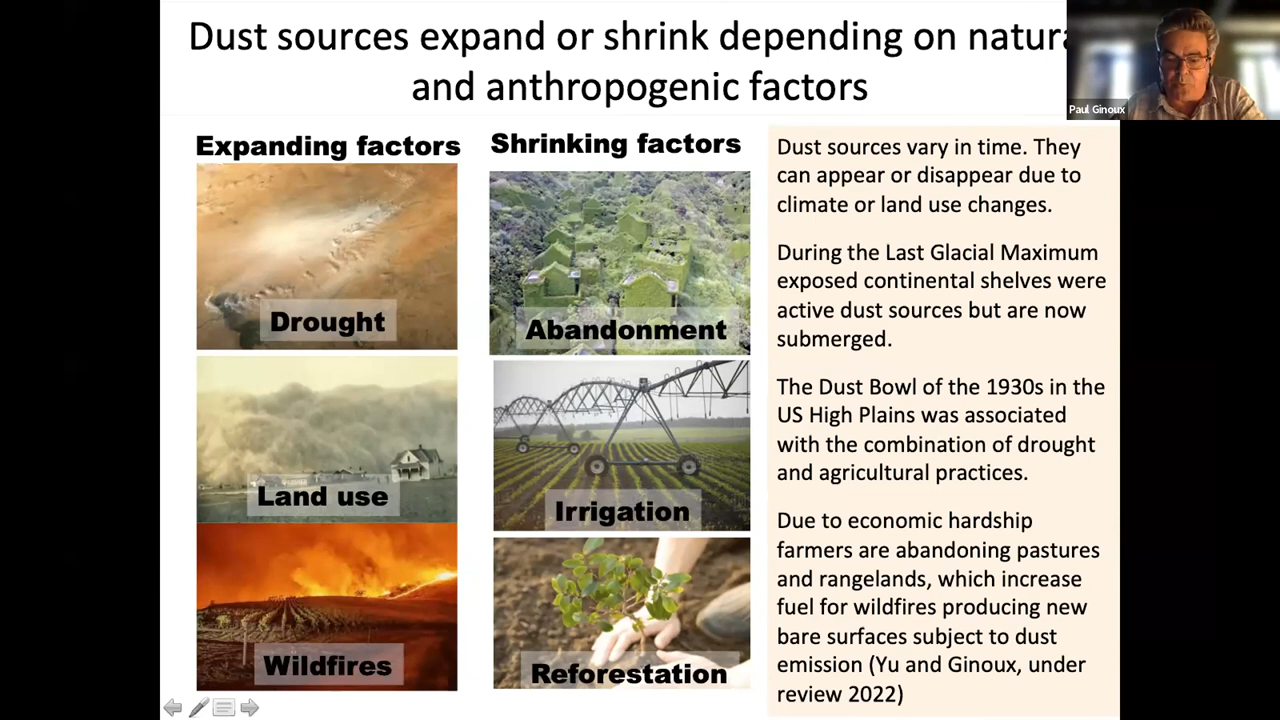 Dust sources expand or shrink depending on natura
and anthropogenic factors
Paul Ginoux
Expanding factors
Drought
Land use
Wildfires
Shrinking factors
Abandonment
Irrigation
Reforestation
Dust sources vary in time. They
can appear or disappear due to
climate or land use changes.
During the Last Glacial Maximum
exposed continental shelves were
active dust sources but are now
submerged.
The Dust Bowl of the 1930s in the
US High Plains was associated
with the combination of drought
and agricultural practices.
Due to economic hardship
farmers are abandoning pastures
and rangelands, which increase
fuel for wildfires producing new
bare surfaces subject to dust
emission (Yu and Ginoux, under
review 2022)